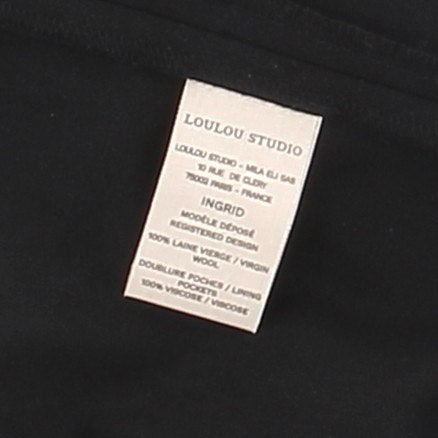 LOULOU STUDIO
LOULOU STUDIO - MILA ELI SAS
10 RUE DE CLERY
75002 PARIS - FRANCE
INGRID
MODÈLE DÉPOSÉ
REGISTERED DESIGN
100% LAINE VIERGE / VIRGIN
WOOL
DOUBLURE POCHES / LINING
POCKETS
100% VISCOSE / VISCOSE